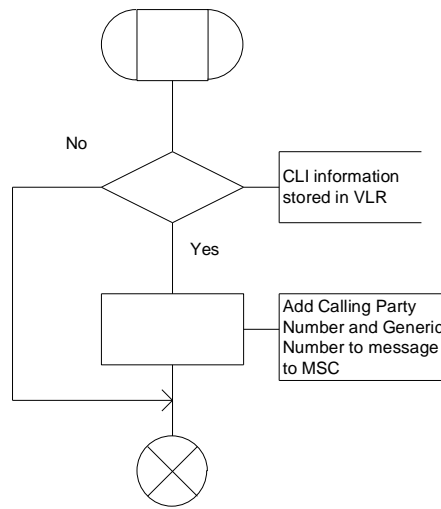 No
CLI information
stored in VLR
Yes
Add Calling Party
Number and Generic
Number to message
to MSC